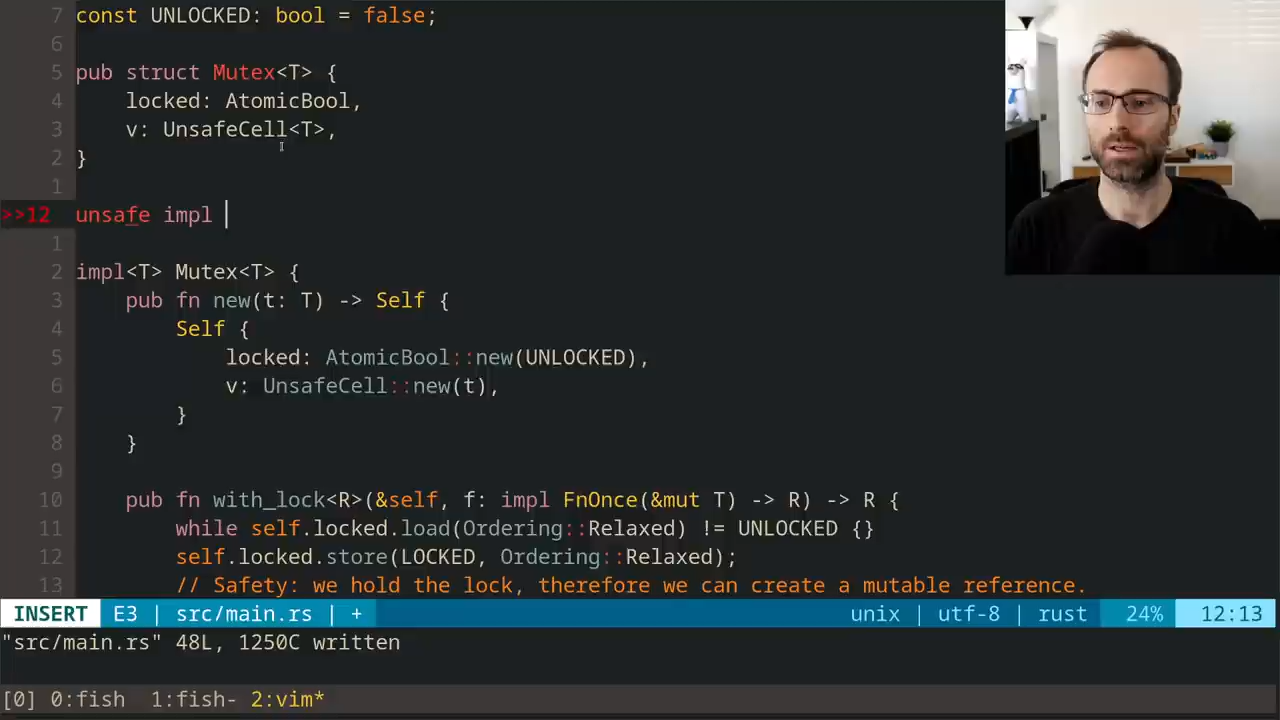 7 const UNLOCKED: bool = false;
6
5 pub struct Mutex<T> {
4     locked: AtomicBool,
3     v: UnsafeCell<T>,
2 }
1
>>12 unsafe impl
1
2 impl<T> Mutex<T> {
3     pub fn new(t: T) -> Self {
4         Self {
5             locked: AtomicBool::new(UNLOCKED),
6             v: UnsafeCell::new(t),
7         }
8     }
9
10     pub fn with_lock<R>(&self, f: impl FnOnce(&mut T) -> R) -> R {
11         while self.locked.load(Ordering::Relaxed) != UNLOCKED {}
12         self.locked.store(LOCKED, Ordering::Relaxed);
13         // Safety: we hold the lock, therefore we can create a mutable reference.
INSERT E3 | src/main.rs | + unix | utf-8 | rust 24% 12:13
"src/main.rs" 48L, 1250C written
[0] 0:fish 1:fish- 2:vim*